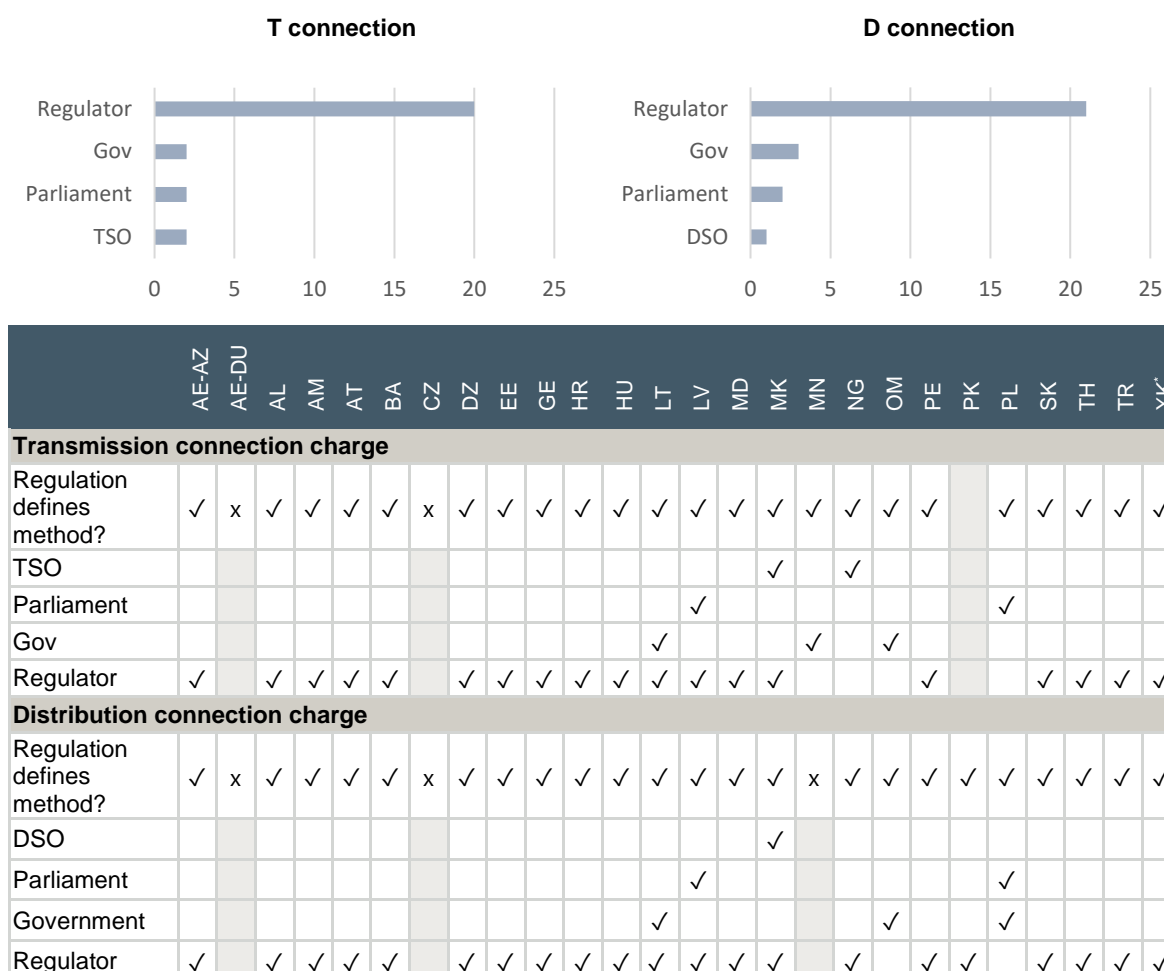 T connection
Regulator
Gov
Parliament
TSO
0 5 10 15 20 25
D connection
Regulator
Gov
Parliament
DSO
0 5 10 15 20 25
AE-AZ AE-DU AL AM AT BA CZ DZ EE GE HR HU LT LV MD MK MN NG OM PE PK PL SK TH TR XK*
Transmission connection charge
Regulation
defines
method?
✓ x ✓ ✓ ✓ ✓ x ✓ ✓ ✓ ✓ ✓ ✓ ✓ ✓ ✓ ✓ ✓ ✓ ✓ ✓ ✓ ✓ ✓ ✓
TSO ✓ ✓
Parliament ✓ ✓
Gov ✓ ✓ ✓
Regulator ✓ ✓ ✓ ✓ ✓ ✓ ✓ ✓ ✓ ✓ ✓ ✓ ✓ ✓ ✓ ✓ ✓ ✓ ✓
Distribution connection charge
Regulation
defines
method?
✓ x ✓ ✓ ✓ ✓ x ✓ ✓ ✓ ✓ ✓ ✓ ✓ ✓ ✓ x ✓ ✓ ✓ ✓ ✓ ✓ ✓ ✓ ✓
DSO ✓
Parliament ✓ ✓
Government ✓ ✓ ✓
Regulator ✓ ✓ ✓ ✓ ✓ ✓ ✓ ✓ ✓ ✓ ✓ ✓ ✓ ✓ ✓ ✓ ✓ ✓ ✓ ✓ ✓